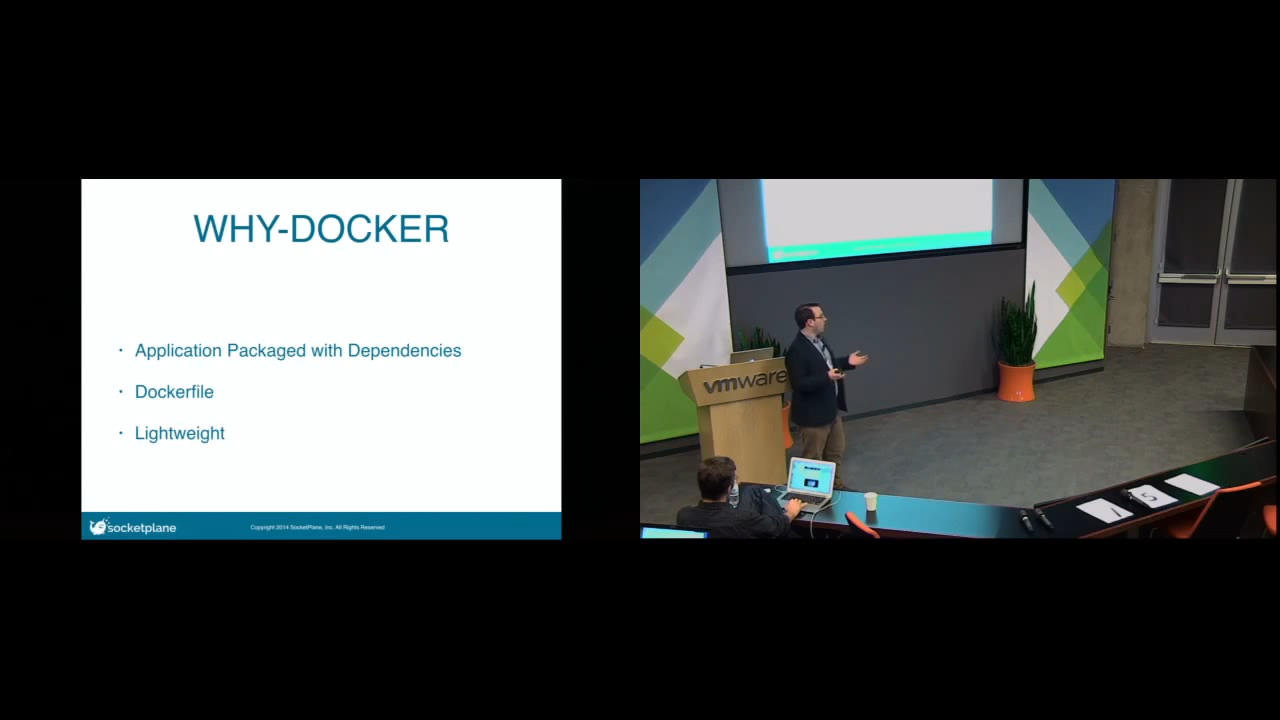 WHY-DOCKER
· Application Packaged with Dependencies
· Dockerfile
· Lightweight
socketplane
Copyright 2014 SocketPlane, Inc. All Rights Reserved
vmware